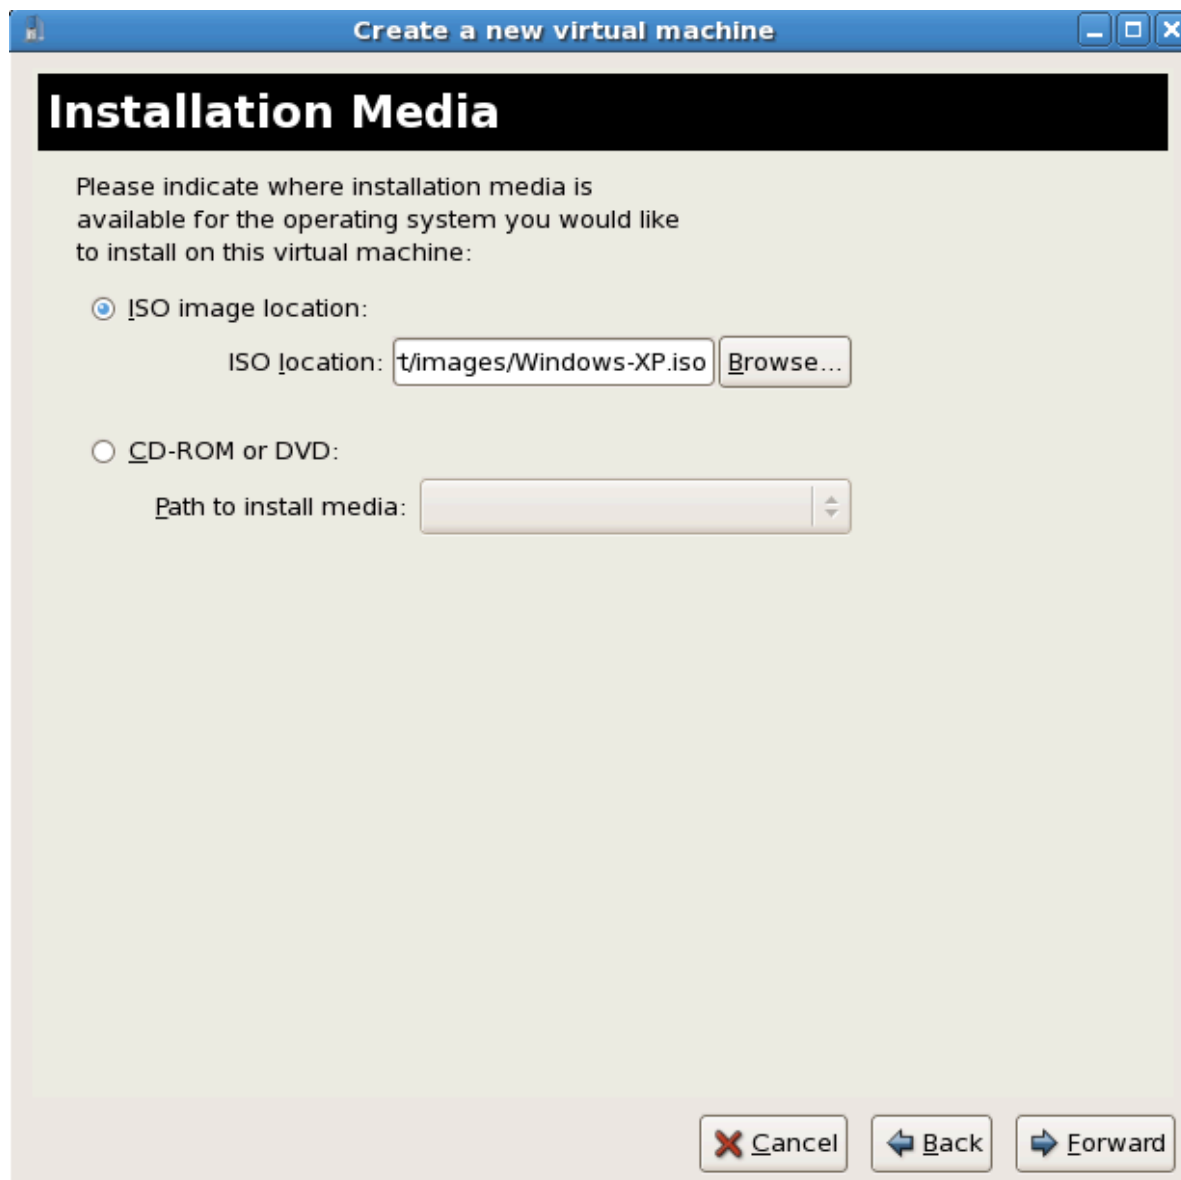 Create a new virtual machine
Installation Media
Please indicate where installation media is
available for the operating system you would like
to install on this virtual machine:
ISO image location:
ISO location: t/images/Windows-XP.iso Browse...
CD-ROM or DVD:
Path to install media:
Cancel Back Forward